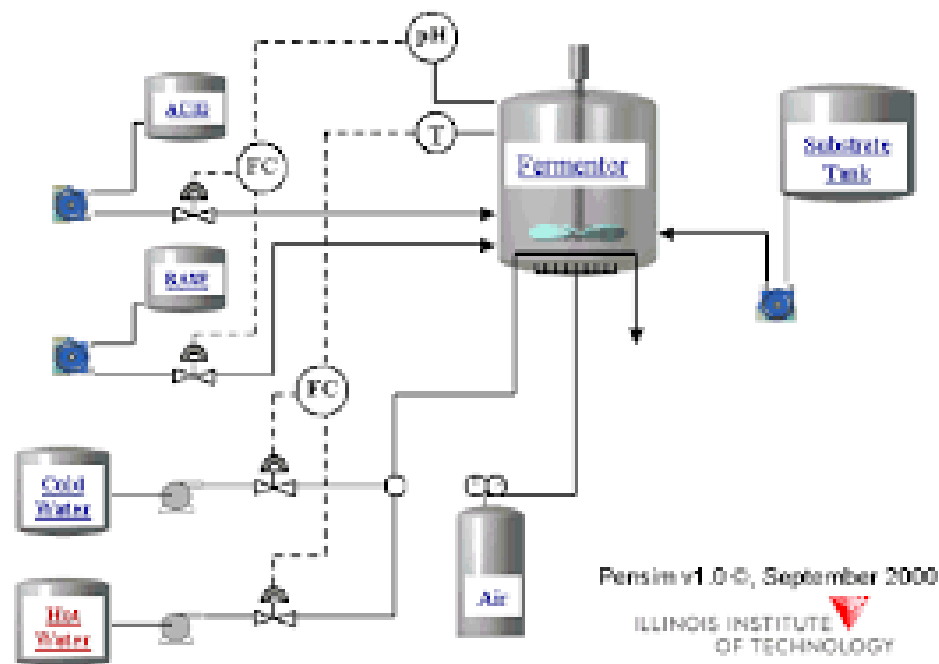 pH
ACID
T
FC
Fermentor
Substrate
Tank
BASE
FC
Cold
Water
Hot
Water
Air
Pensim v1.0 ©, September 2000
ILLINOIS INSTITUTE
OF TECHNOLOGY